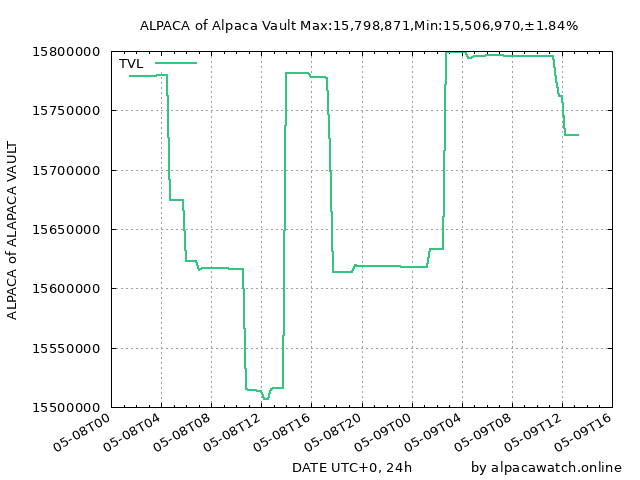 ALPACA of Alpaca Vault Max:15,798,871,Min:15,506,970,±1.84%
TVL
15800000
15750000
15700000
15650000
15600000
15550000
15500000
ALPACA of ALAPACA VAULT
05-08T00
05-08T04
05-08T08
05-08T12
05-08T16
05-08T20
05-09T00
05-09T04
05-09T08
05-09T12
05-09T16
DATE UTC+0, 24h
by alpacawatch.online